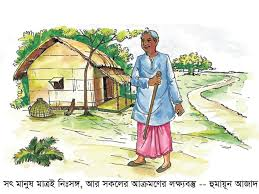 সৎ মানুষ মাত্রই নিঃসঙ্গ, আর সকলের আক্রমণের লক্ষ্যবস্তু -- হুমায়ুন আজাদ